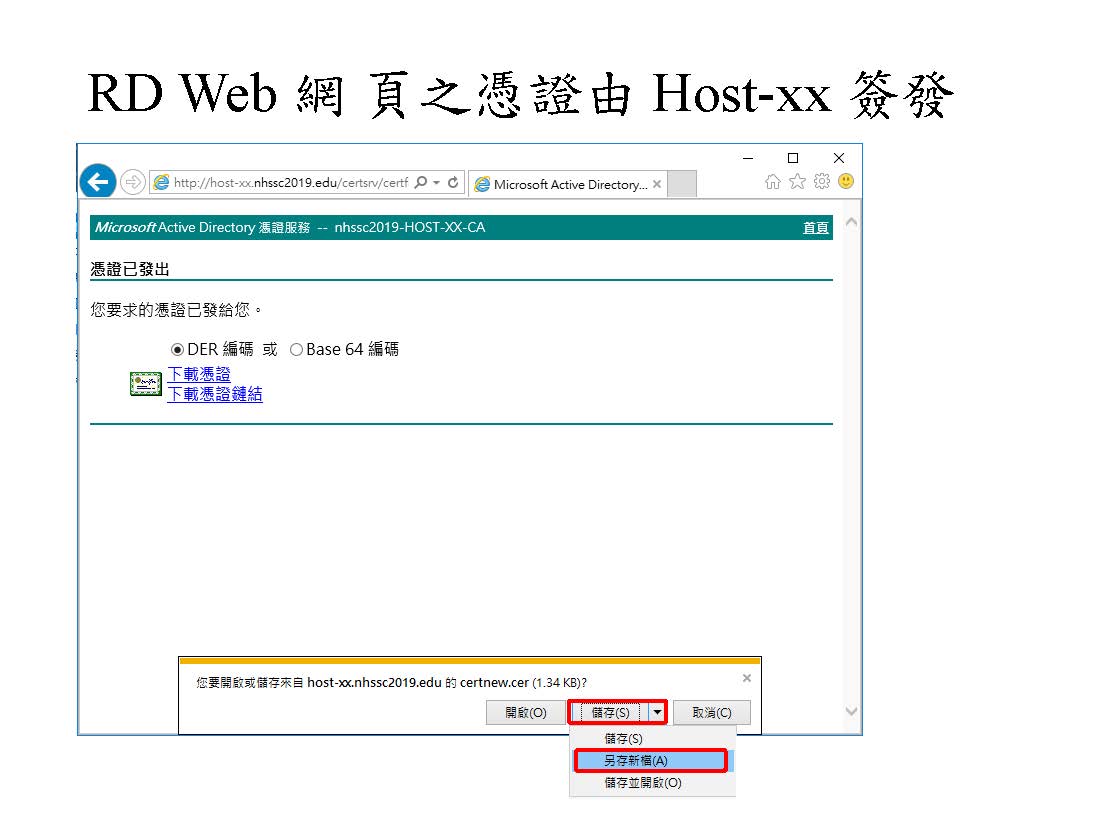 RD Web 網 頁之憑證由 Host-xx 簽發
http://host-xx.nhssc2019.edu/certsrv/certf
Microsoft Active Directory...
Microsoft Active Directory 憑證服務 -- nhssc2019-HOST-XX-CA 首頁
憑證已發出
您要求的憑證已發給您。
DER 編碼 或 Base 64 編碼
下載憑證
下載憑證鏈結
您要開啟或儲存來自 host-xx.nhssc2019.edu 的 certnew.cer (1.34 KB)?
開啟(O) 儲存(S) 取消(C)
儲存(S)
另存新檔(A)
儲存並開啟(O)